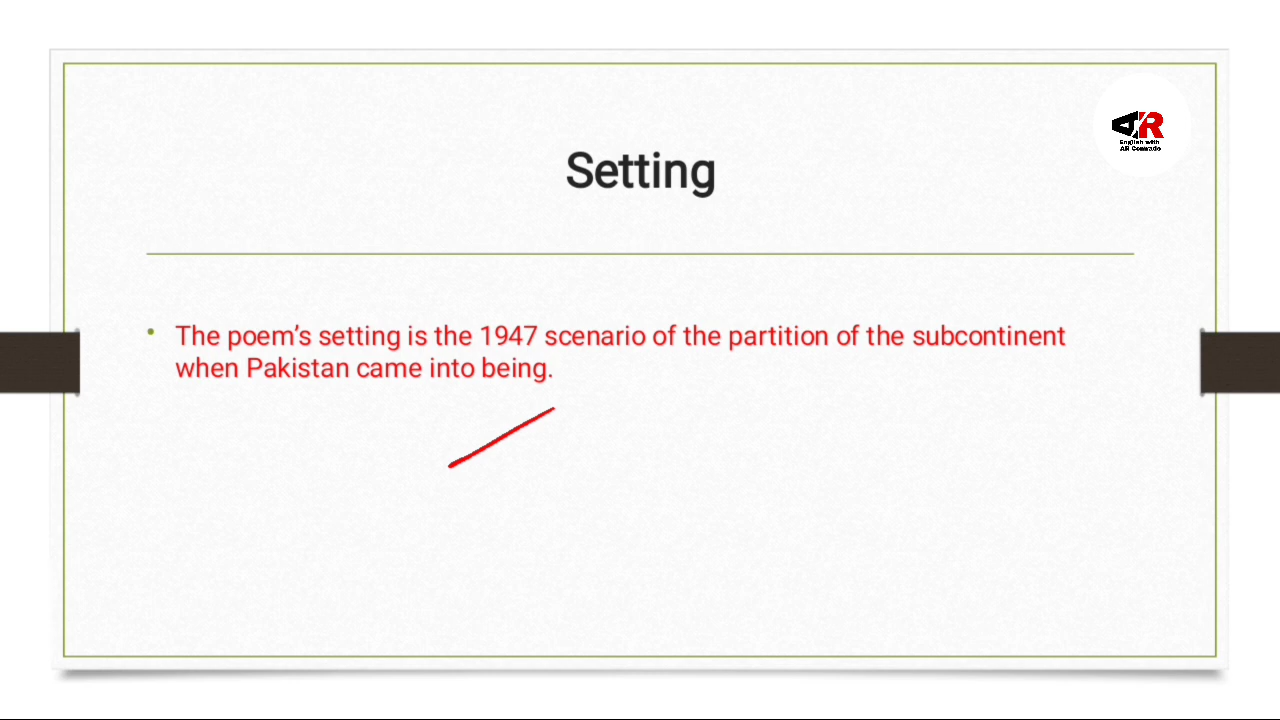 AR
English with
AR Comrade
Setting
• The poem’s setting is the 1947 scenario of the partition of the subcontinent
when Pakistan came into being.